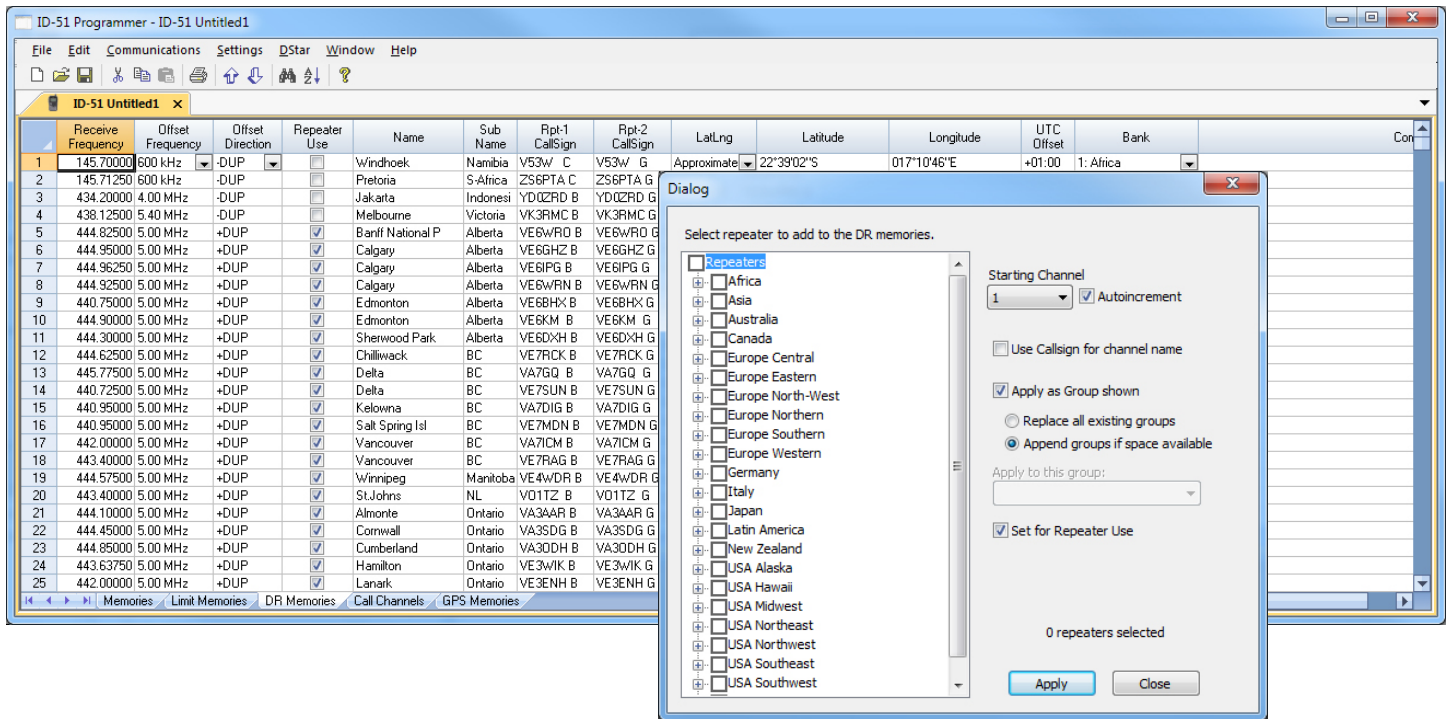 ID-51 Programmer - ID-51 Untitled1
File Edit Communications Settings DStar Window Help
ID-51 Untitled1 X
Receive Frequency Offset Frequency Offset Direction Repeater Use Name Sub Name Rpt-1 CallSign Rpt-2 CallSign LatLng Latitude Longitude UTC Offset Bank Con
1 145.70000 600 kHz -DUP Windhoek Namibia V53W C V53W G Approximate 22°39'02"S 017°10'46"E +01:00 1: Africa
2 145.71250 600 kHz -DUP Pretoria S-Africa ZS6PTA C ZS6PTA G
3 434.20000 4.00 MHz -DUP Jakarta Indonesi YD0ZRD B YD0ZRD G
4 438.12500 5.40 MHz -DUP Melbourne Victoria VK3RMC B VK3RMC G
5 444.82500 5.00 MHz +DUP Banff National P Alberta VE6WRO B VE6WRO G
6 444.95000 5.00 MHz +DUP Calgary Alberta VE6GHZ B VE6GHZ G
7 444.96250 5.00 MHz +DUP Calgary Alberta VE6IPG B VE6IPG G
8 444.92500 5.00 MHz +DUP Calgary Alberta VE6WRN B VE6WRN G
9 440.75000 5.00 MHz +DUP Edmonton Alberta VE6BHX B VE6BHX G
10 444.90000 5.00 MHz +DUP Edmonton Alberta VE6KM B VE6KM G
11 444.30000 5.00 MHz +DUP Sherwood Park Alberta VE6DXH B VE6DXH G
12 444.62500 5.00 MHz +DUP Chilliwack BC VE7RCK B VE7RCK G
13 445.77500 5.00 MHz +DUP Delta BC VA7GQ B VA7GQ G
14 440.72500 5.00 MHz +DUP Delta BC VE7SUN B VE7SUN G
15 440.95000 5.00 MHz +DUP Kelowna BC VA7DIG B VA7DIG G
16 440.95000 5.00 MHz +DUP Salt Spring Isl BC VE7MDN B VE7MDN G
17 442.00000 5.00 MHz +DUP Vancouver BC VA7ICM B VA7ICM G
18 443.40000 5.00 MHz +DUP Vancouver BC VE7RAG B VE7RAG G
19 444.57500 5.00 MHz +DUP Winnipeg Manitoba VE4WDR B VE4WDR G
20 443.40000 5.00 MHz +DUP St.Johns NL VO1TZ B VO1TZ G
21 444.10000 5.00 MHz +DUP Almonte Ontario VA3AAR B VA3AAR G
22 444.45000 5.00 MHz +DUP Cornwall Ontario VA3SDG B VA3SDG G
23 444.85000 5.00 MHz +DUP Cumberland Ontario VA3ODH B VA3ODH G
24 443.63750 5.00 MHz +DUP Hamilton Ontario VE3WIK B VE3WIK G
25 442.00000 5.00 MHz +DUP Lanark Ontario VE3ENH B VE3ENH G
Memories Limit Memories DR Memories Call Channels GPS Memories
Dialog
Select repeater to add to the DR memories.
Repeaters
Africa
Asia
Australia
Canada
Europe Central
Europe Eastern
Europe North-West
Europe Northern
Europe Southern
Europe Western
Germany
Italy
Japan
Latin America
New Zealand
USA Alaska
USA Hawaii
USA Midwest
USA Northeast
USA Northwest
USA Southeast
USA Southwest
Starting Channel
1 Autoincrement
Use Callsign for channel name
Apply as Group shown
Replace all existing groups
Append groups if space available
Apply to this group:
Set for Repeater Use
0 repeaters selected
Apply Close